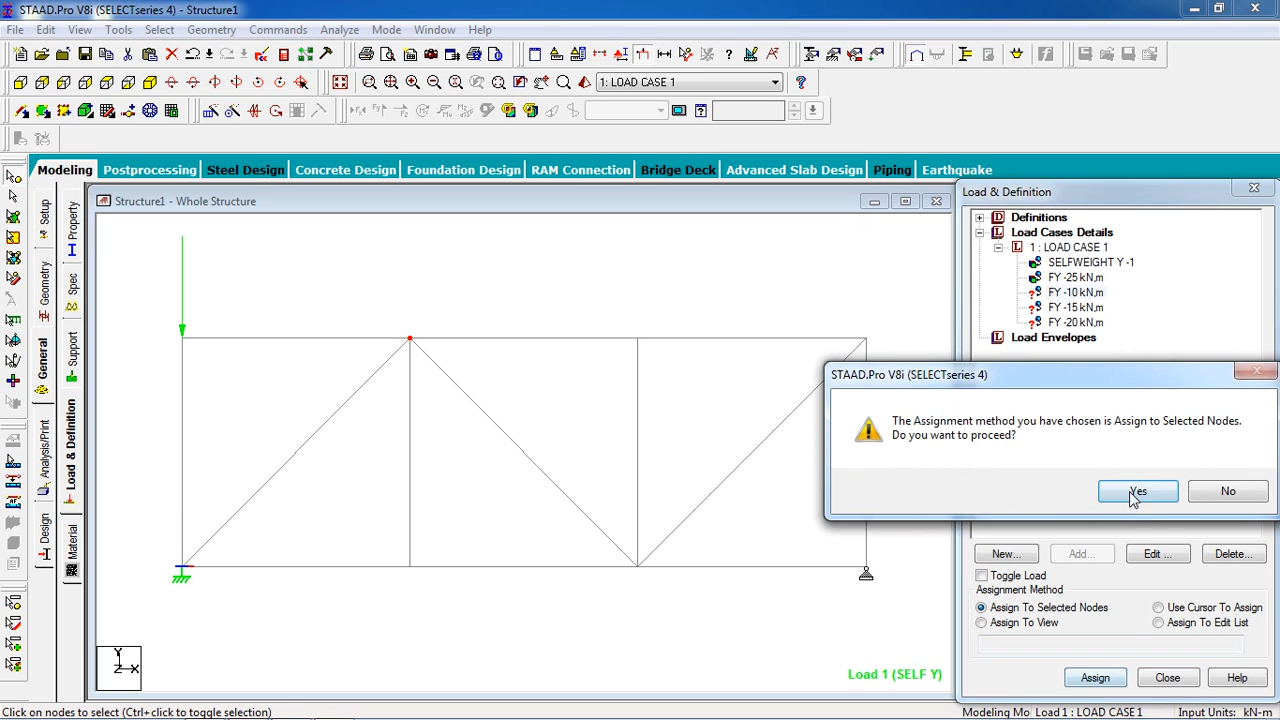 STAAD.Pro V8i (SELECTseries 4) - Structure1
File Edit View Tools Select Geometry Commands Analyze Mode Window Help
1: LOAD CASE 1
Modeling Postprocessing Steel Design Concrete Design Foundation Design RAM Connection Bridge Deck Advanced Slab Design Piping Earthquake
Setup
Geometry
General
Analysis/Print
Design
Property
Spec
Support
Load & Definition
Material
Structure1 - Whole Structure
Y
Z X
Load 1 (SELF Y)
Load & Definition
Definitions
Load Cases Details
1 : LOAD CASE 1
SELFWEIGHT Y -1
FY -25 kN,m
FY -10 kN,m
FY -15 kN,m
FY -20 kN,m
Load Envelopes
STAAD.Pro V8i (SELECTseries 4)
The Assignment method you have chosen is Assign to Selected Nodes.
Do you want to proceed?
Yes No
New... Add... Edit ... Delete...
Toggle Load
Assignment Method
Assign To Selected Nodes Use Cursor To Assign
Assign To View Assign To Edit List
Assign Close Help
Click on nodes to select (Ctrl+click to toggle selection) Modeling Mo Load 1 : LOAD CASE 1 Input Units: kN-m